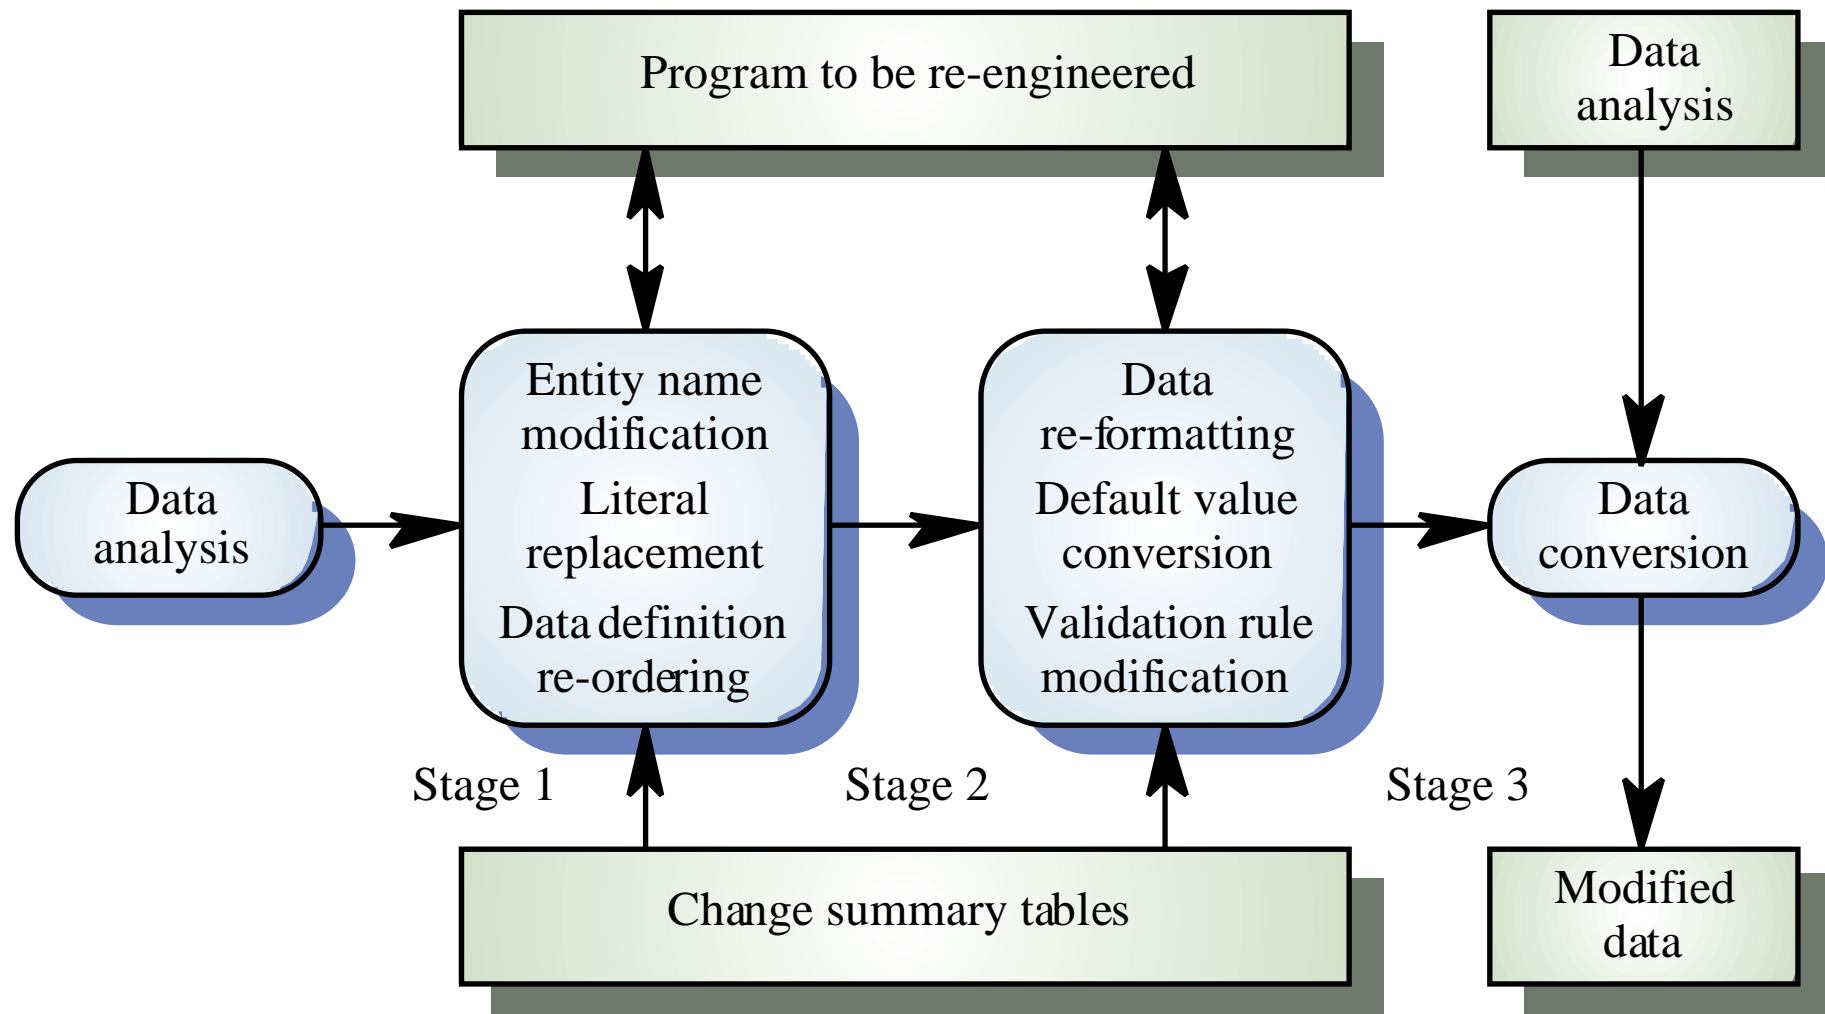 Program to be re-engineered
Data
analysis
Entity name
modification
Literal
replacement
Data definition
re-ordering
Data
re-formatting
Default value
conversion
Validation rule
modification
Data
analysis
Data
conversion
Stage 1
Stage 2
Stage 3
Change summary tables
Modified
data